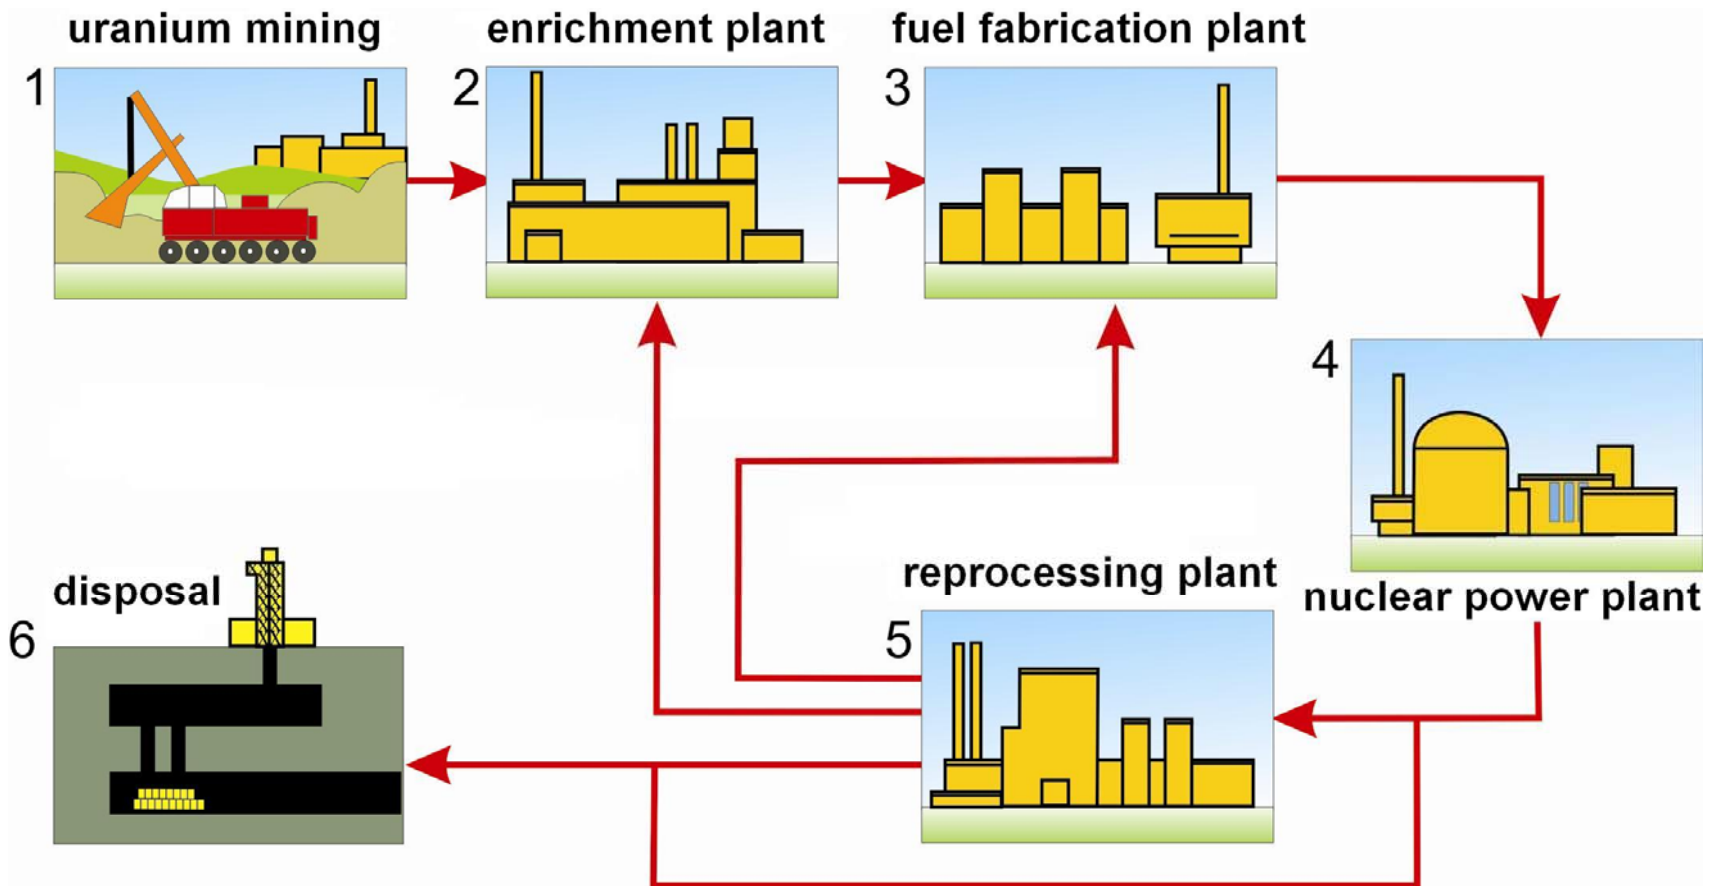 uranium mining
1
enrichment plant
2
fuel fabrication plant
3
4
nuclear power plant
reprocessing plant
5
disposal
6